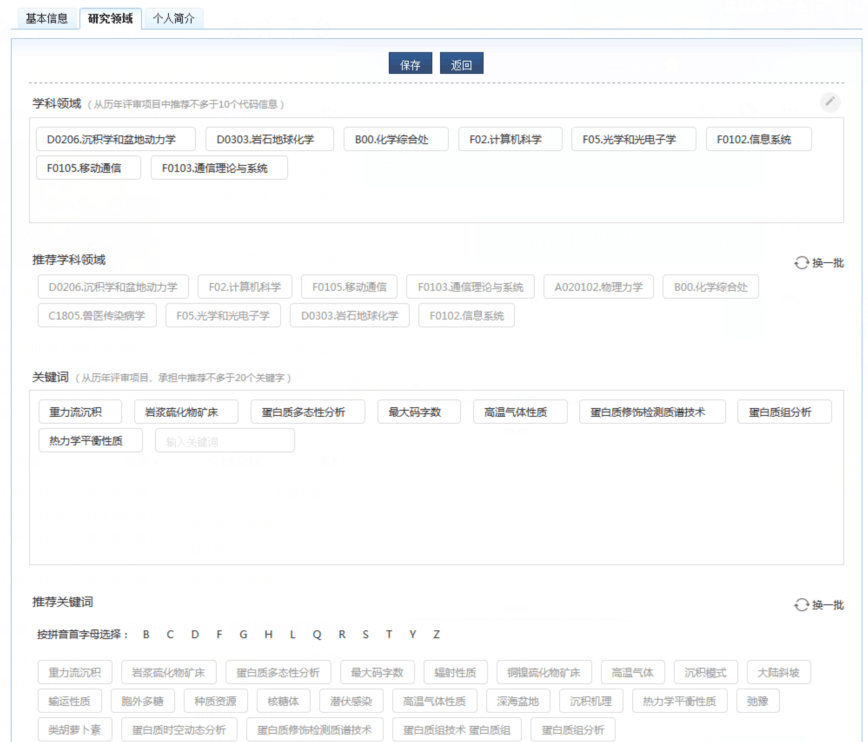 基本信息 研究领域 个人简介
保存 返回
学科领域 （从历年评审项目中推荐不多于10个代码信息）
D0206.沉积学和盆地动力学 D0303.岩石地球化学 B00.化学综合处 F02.计算机科学 F05.光学和光电子学 F0102.信息系统
F0105.移动通信 F0103.通信理论与系统
推荐学科领域 换一批
D0206.沉积学和盆地动力学 F02.计算机科学 F0105.移动通信 F0103.通信理论与系统 A020102.物理力学 B00.化学综合处
C1805.兽医传染病学 F05.光学和光电子学 D0303.岩石地球化学 F0102.信息系统
关键词 （从历年评审项目、承担中推荐不多于20个关键字）
重力流沉积 岩浆硫化物矿床 蛋白质多态性分析 最大码字数 高温气体性质 蛋白质修饰检测质谱技术 蛋白质组分析
热力学平衡性质 输入关键词
推荐关键词 换一批
按拼音首字母选择： B C D F G H L Q R S T Y Z
重力流沉积 岩浆硫化物矿床 蛋白质多态性分析 最大码字数 辐射性质 铜镍硫化物矿床 高温气体 沉积模式 大陆斜坡
输运性质 胞外多糖 种质资源 核糖体 潜伏感染 高温气体性质 深海盆地 沉积机理 热力学平衡性质 弛豫
类胡萝卜素 蛋白质时空动态分析 蛋白质修饰检测质谱技术 蛋白质组技术 蛋白质组 蛋白质组分析